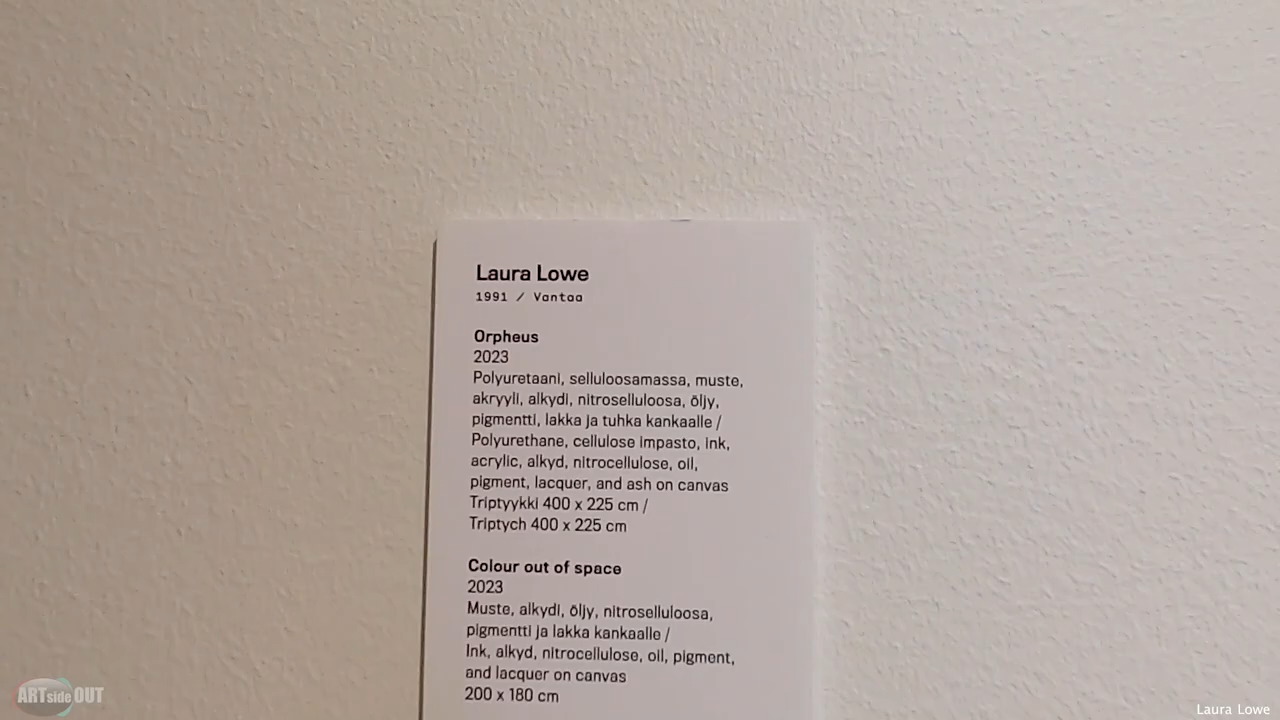 Laura Lowe
1991 / Vantaa
Orpheus
2023
Polyuretaani, selluloosamassa, muste,
akryyli, alkydi, nitroselluloosa, öljy,
pigmentti, lakka ja tuhka kankaalle /
Polyurethane, cellulose impasto, ink,
acrylic, alkyd, nitrocellulose, oil,
pigment, lacquer, and ash on canvas
Triptyykki 400 x 225 cm /
Triptych 400 x 225 cm
Colour out of space
2023
Muste, alkydi, öljy, nitroselluloosa,
pigmentti ja lakka kankaalle /
Ink, alkyd, nitrocellulose, oil, pigment,
and lacquer on canvas
200 x 180 cm
ARTside OUT
Laura Lowe